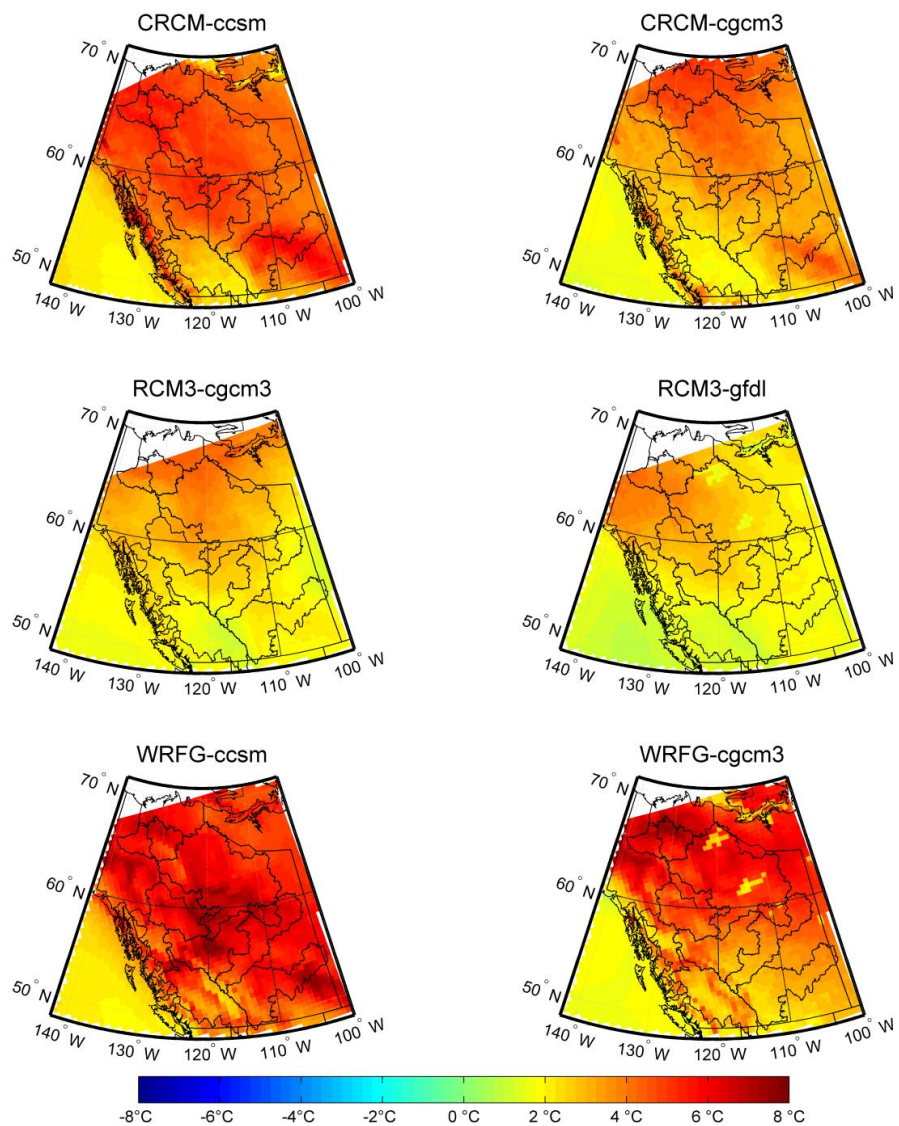 CRCM-ccsm CRCM-cgcm3
70° N 70° N
60° N 60° N
50° N 50° N
140° W 130° W 120° W 110° W 100° W 140° W 130° W 120° W 110° W 100° W
RCM3-cgcm3 RCM3-gfdl
70° N 70° N
60° N 60° N
50° N 50° N
140° W 130° W 120° W 110° W 100° W 140° W 130° W 120° W 110° W 100° W
WRFG-ccsm WRFG-cgcm3
70° N 70° N
60° N 60° N
50° N 50° N
140° W 130° W 120° W 110° W 100° W 140° W 130° W 120° W 110° W 100° W
-8°C -6°C -4°C -2°C 0 °C 2 °C 4 °C 6 °C 8 °C